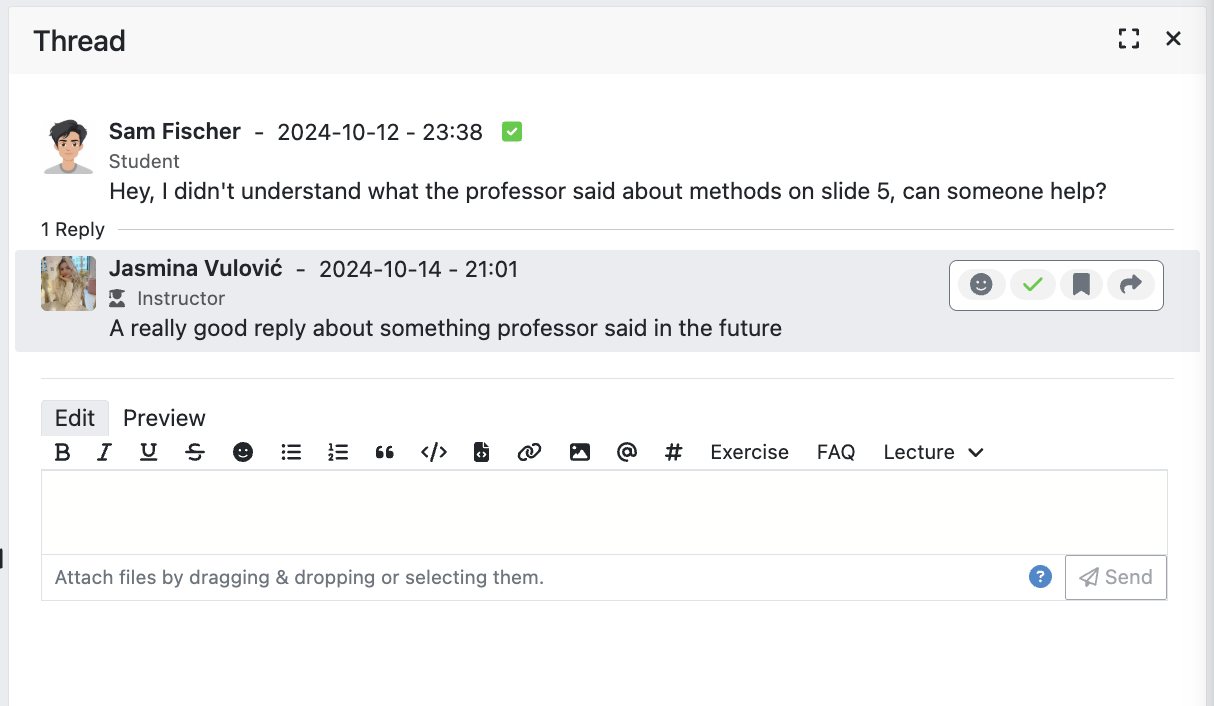 Thread
Sam Fischer - 2024-10-12 - 23:38
Student
Hey, I didn't understand what the professor said about methods on slide 5, can someone help?
1 Reply
Jasmina Vulović - 2024-10-14 - 21:01
Instructor
A really good reply about something professor said in the future
Edit Preview
B I U S </> @ # Exercise FAQ Lecture
Attach files by dragging & dropping or selecting them. ? Send